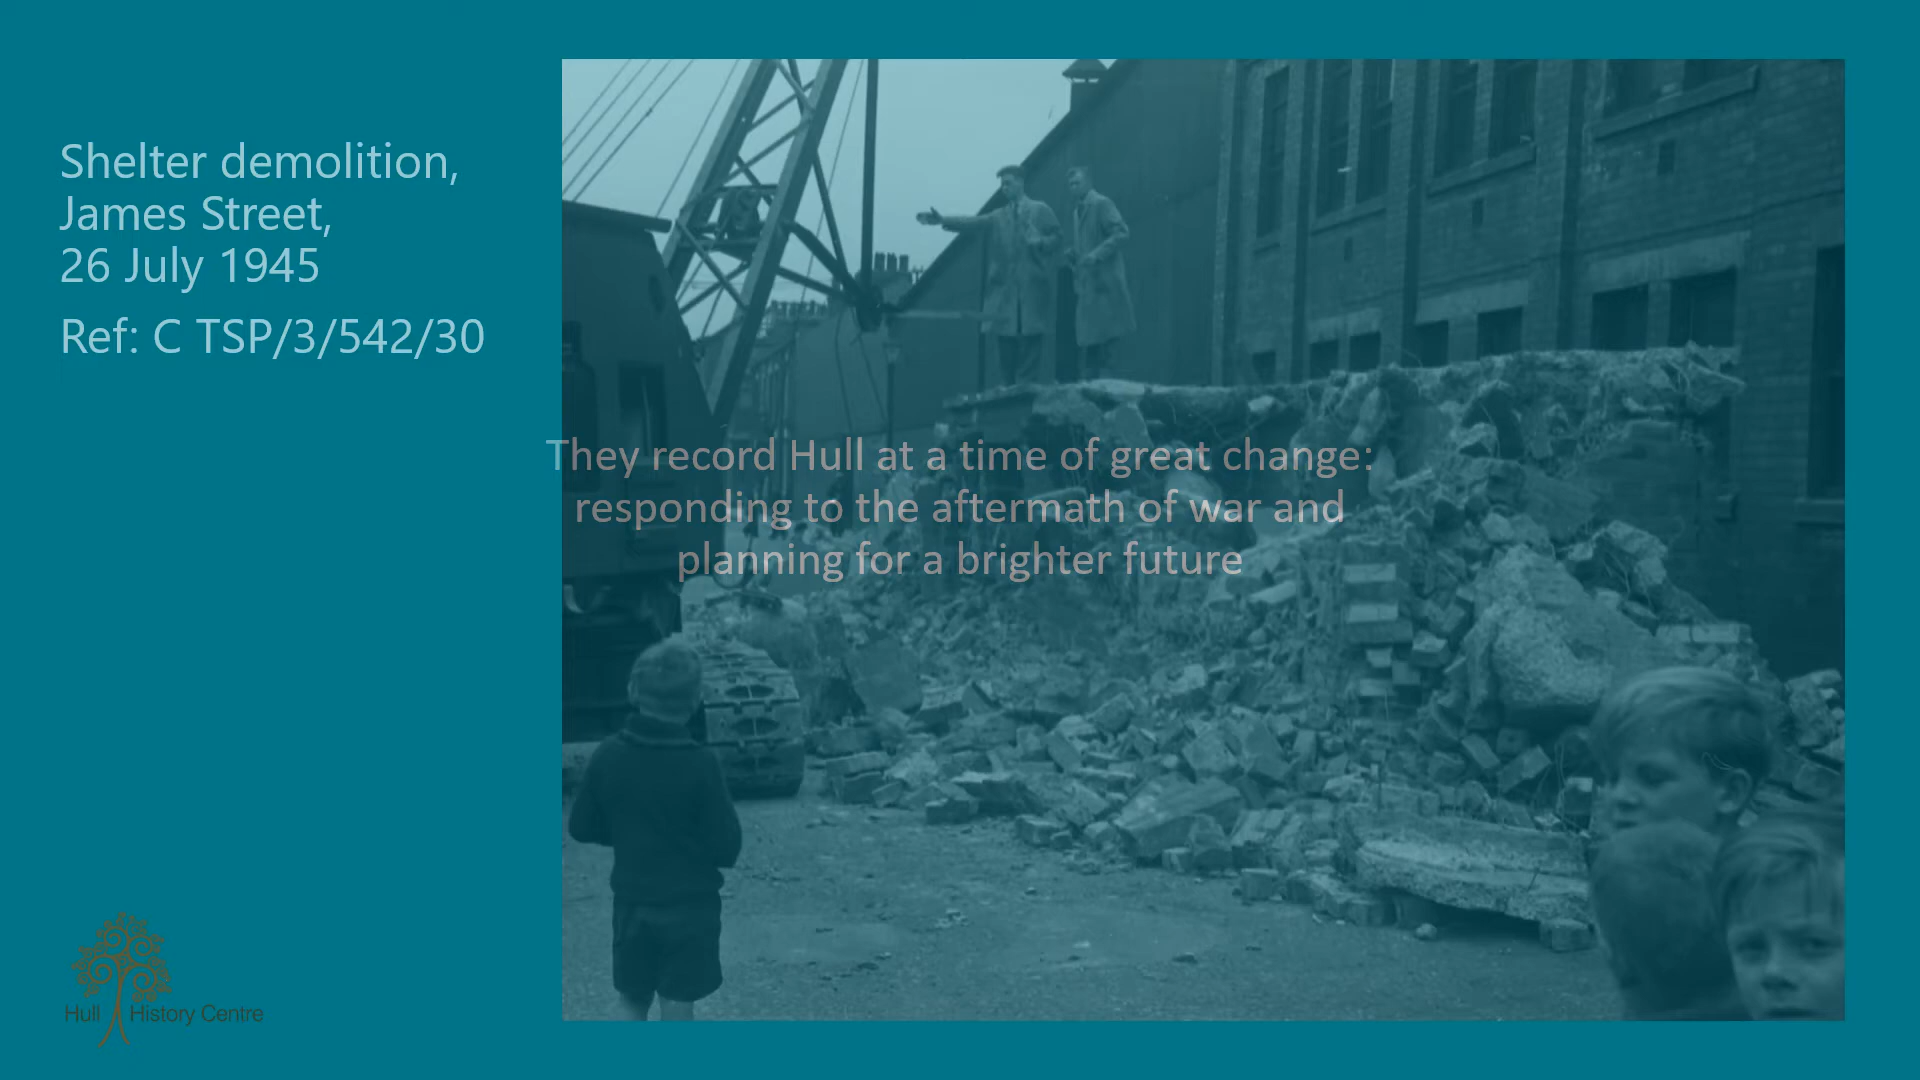 Shelter demolition,
James Street,
26 July 1945
Ref: C TSP/3/542/30
They record Hull at a time of great change:
responding to the aftermath of war and
planning for a brighter future
Hull History Centre